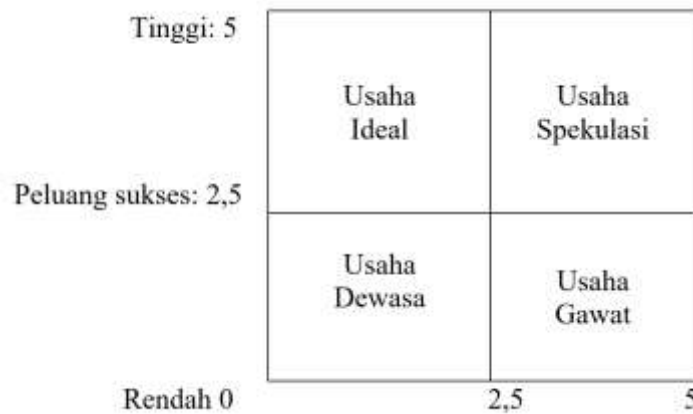 Tinggi: 5
Usaha
Ideal
Usaha
Spekulasi
Peluang sukses: 2,5
Usaha
Dewasa
Usaha
Gawat
Rendah 0
2,5
5